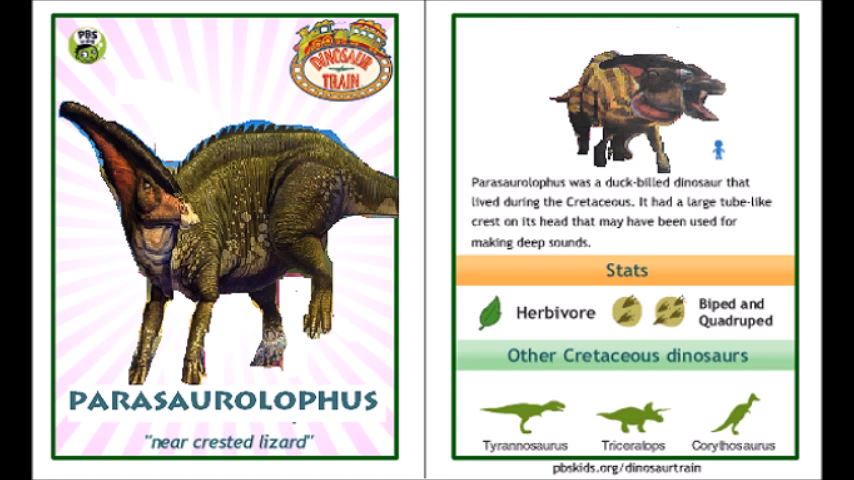 PBS
KIDS
DINOSAUR
TRAIN
PARASAUROLOPHUS
"near crested lizard"
Parasaurolophus was a duck-billed dinosaur that
lived during the Cretaceous. It had a large tube-like
crest on its head that may have been used for
making deep sounds.
Stats
Herbivore
Biped and
Quadruped
Other Cretaceous dinosaurs
Tyrannosaurus
Triceratops
Corythosaurus
pbskids.org/dinosaurtrain